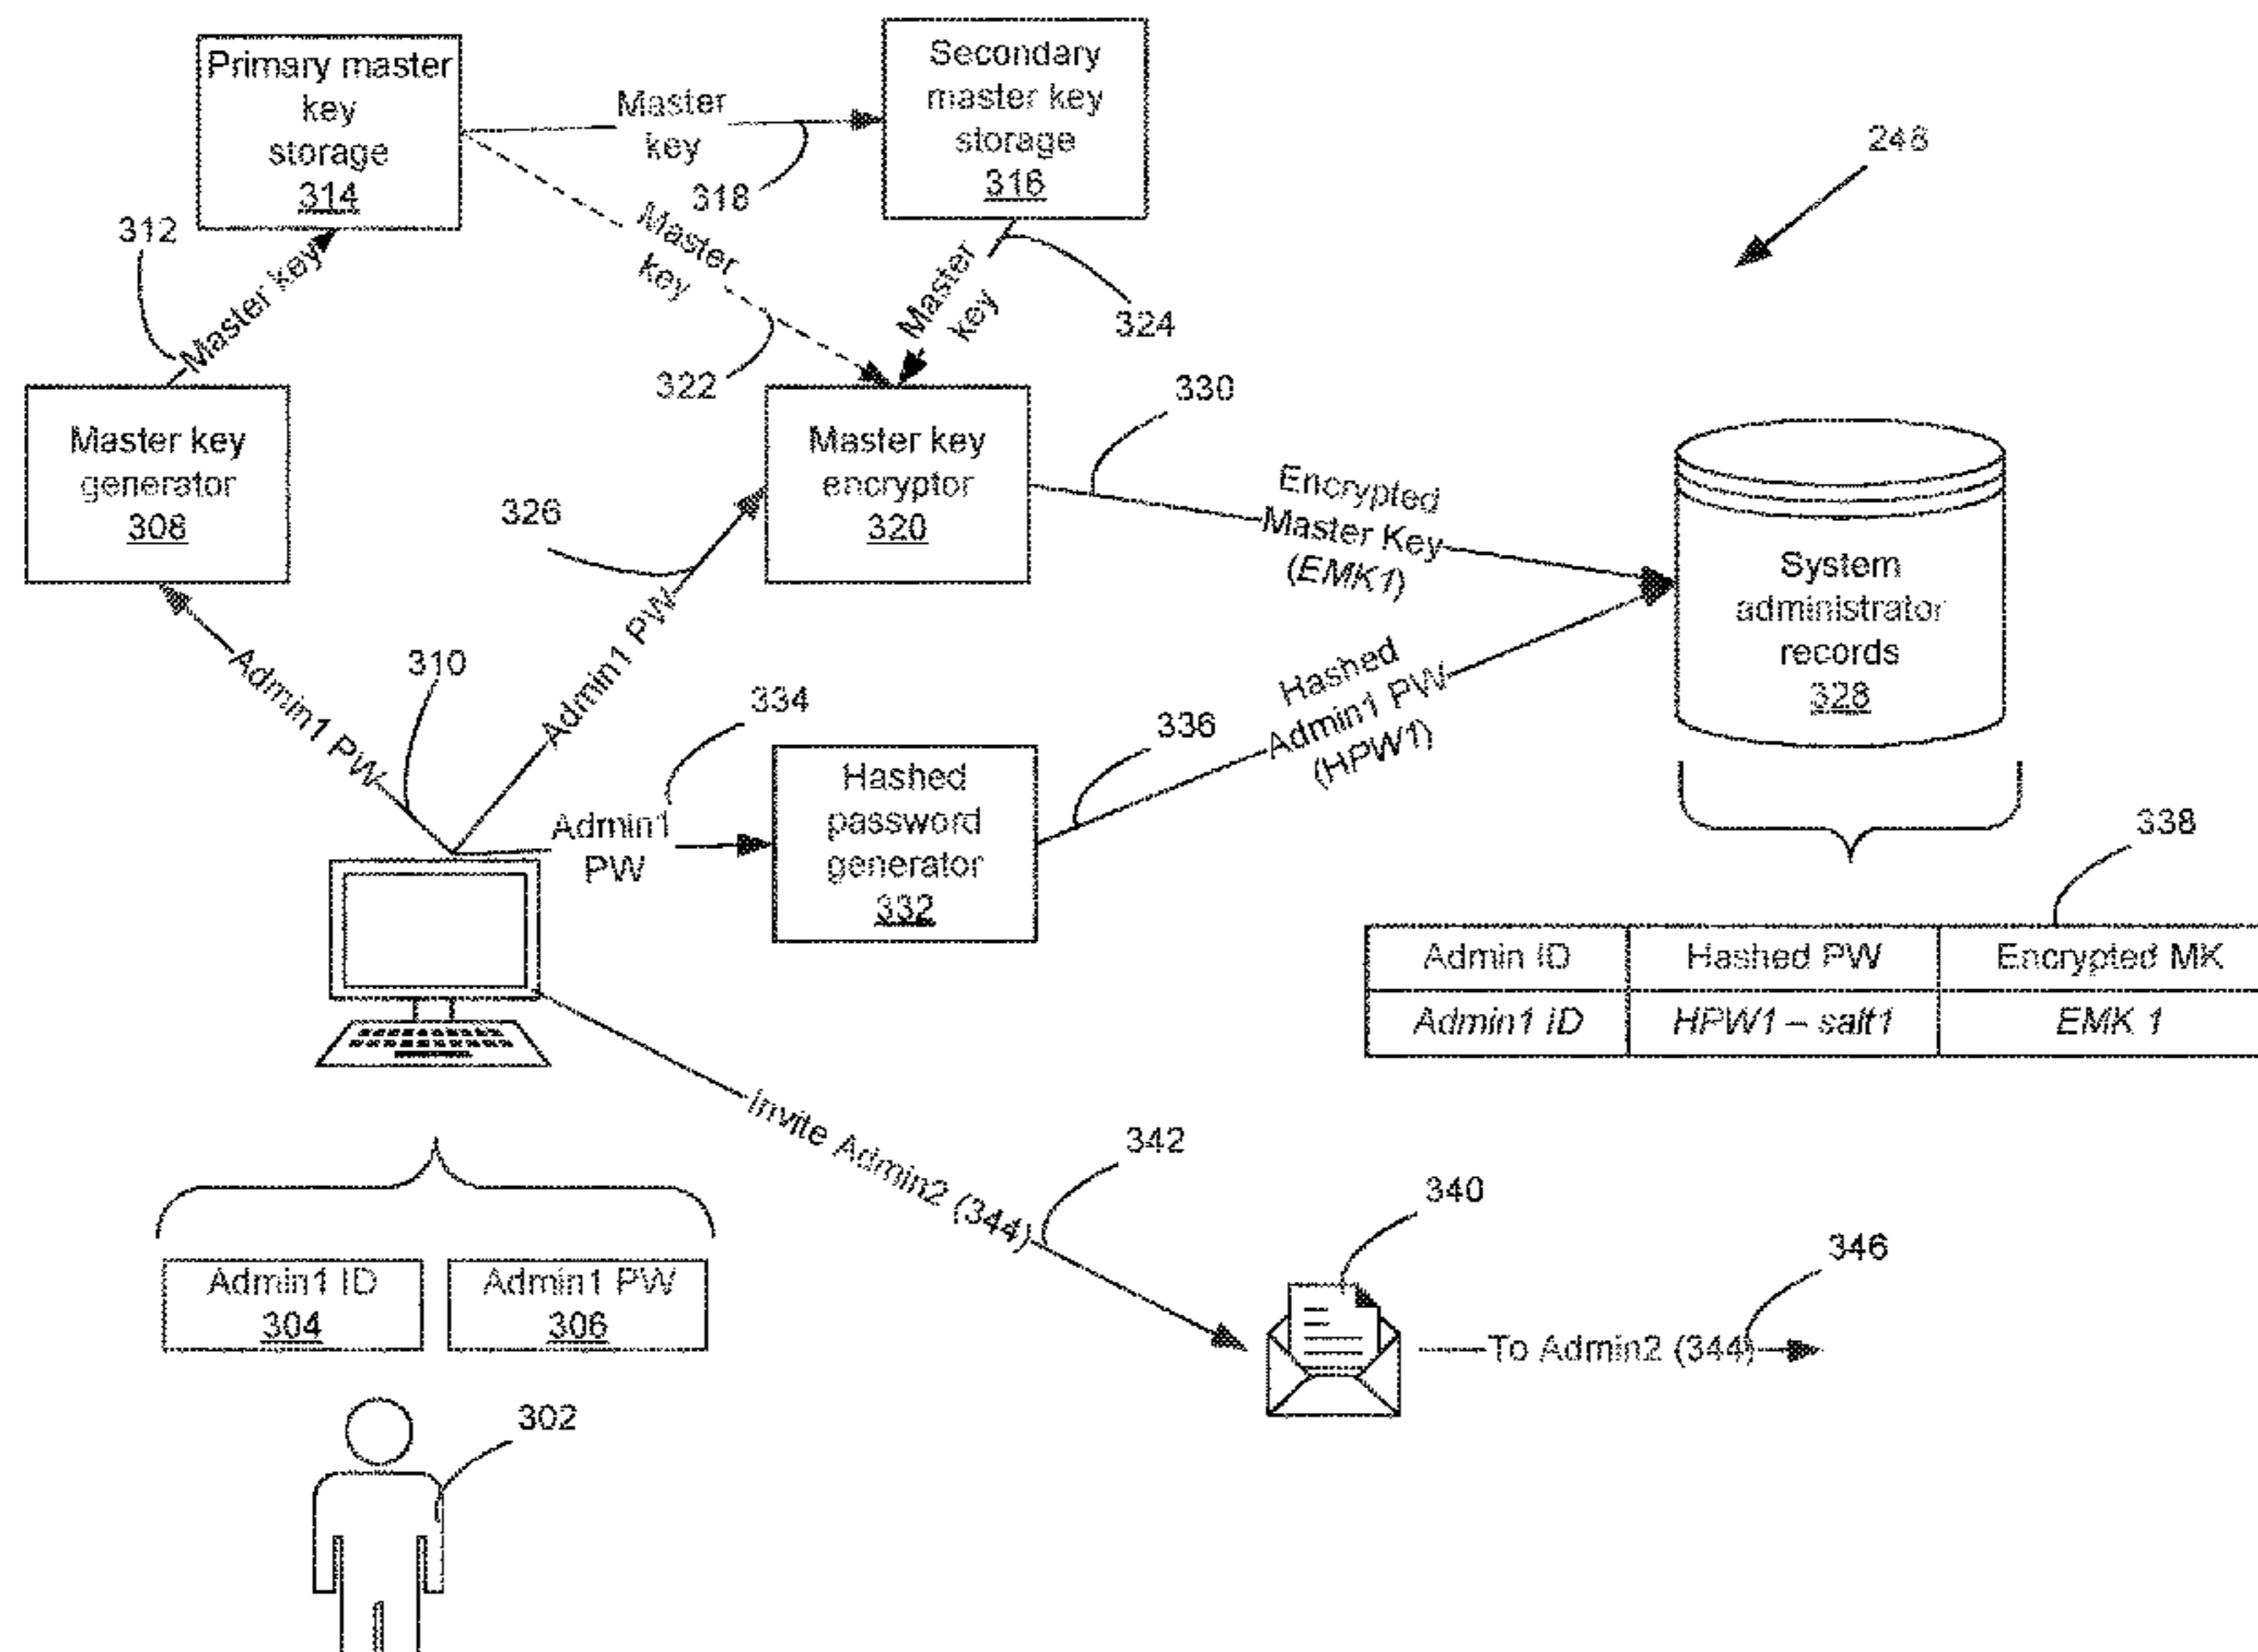 Primary master
key
storage
314
Secondary
master key
storage
316
Master
key
318
246
312
Master key
Master
key
322
Master
key
324
Master key
generator
308
Master key
encryptor
320
330
Encrypted
Master Key
(EMK1)
System
administrator
records
328
326
Admin1 PW
310
Admin1 PW
334
Admin1
PW
Hashed
password
generator
332
336
Hashed
Admin1 PW
(HPW1)
338
Admin ID
Hashed PW
Encrypted MK
Admin1 ID
HPW1 – salt1
EMK 1
Invite Admin2 (344)
342
340
346
To Admin2 (344)
Admin1 ID
304
Admin1 PW
306
302